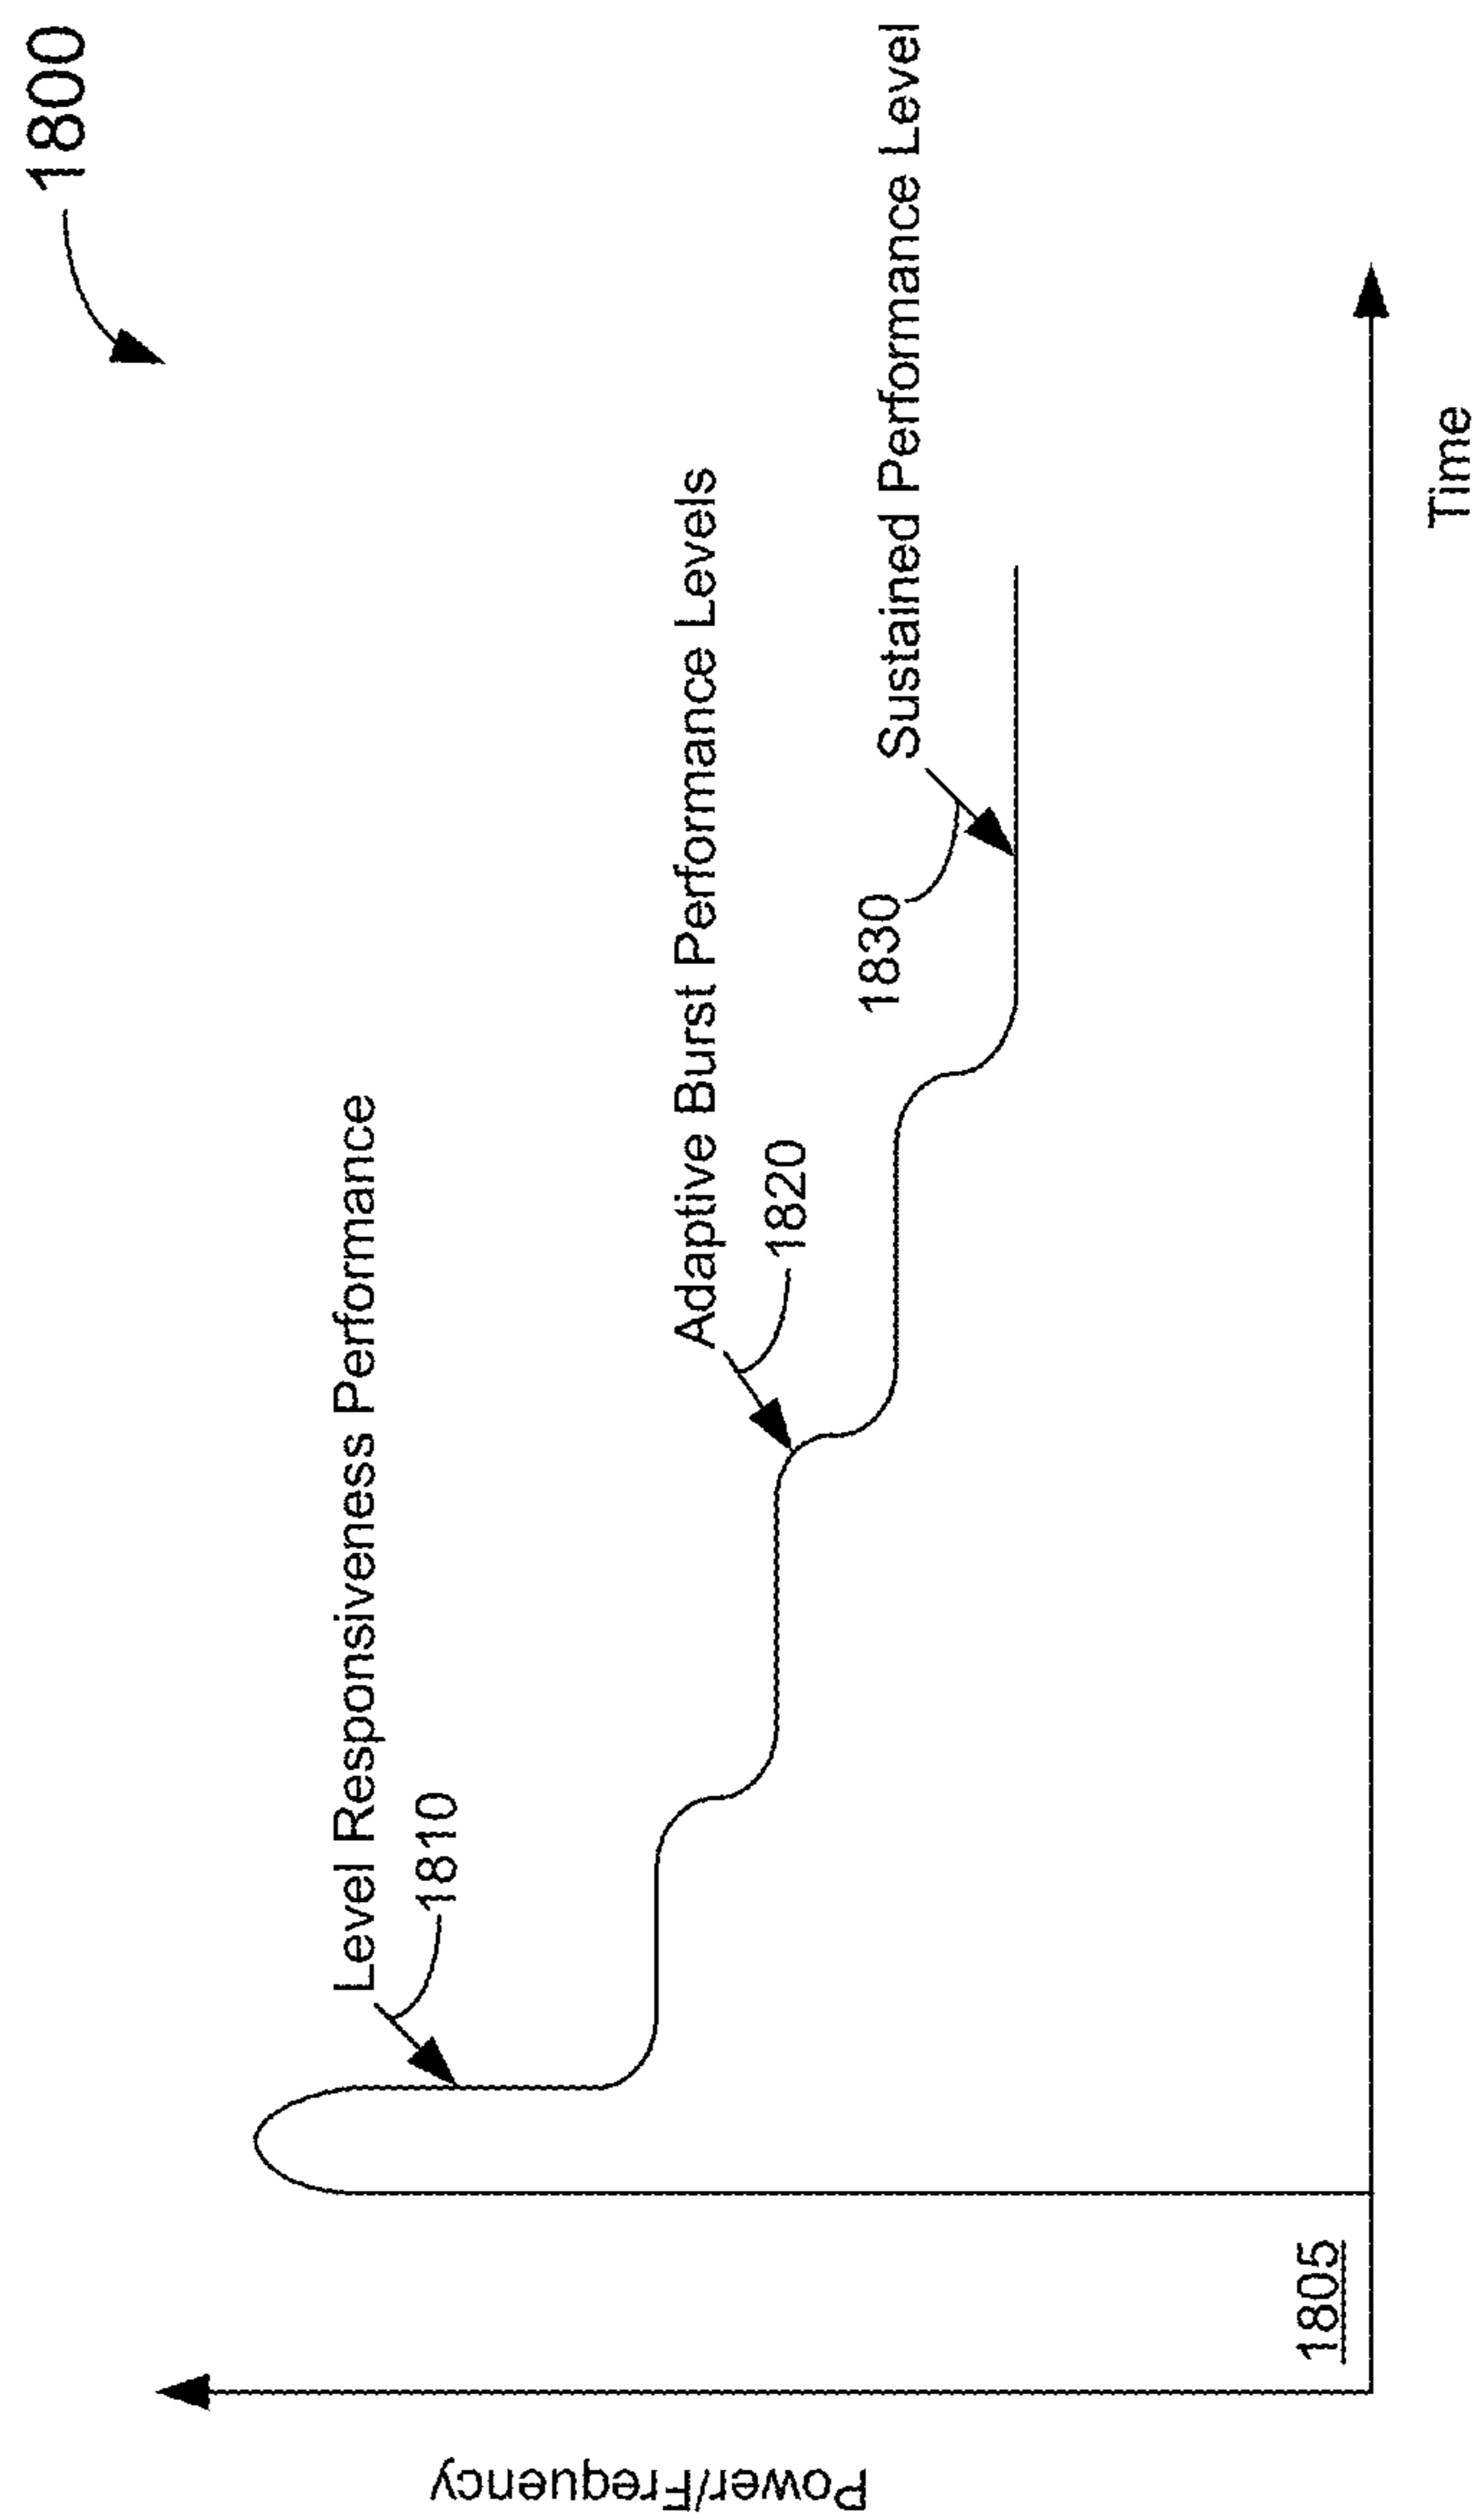 1800
Level Responsiveness Performance
1810
Adaptive Burst Performance Levels
1820
Sustained Performance Level
1830
1805
Power/Frequency
Time